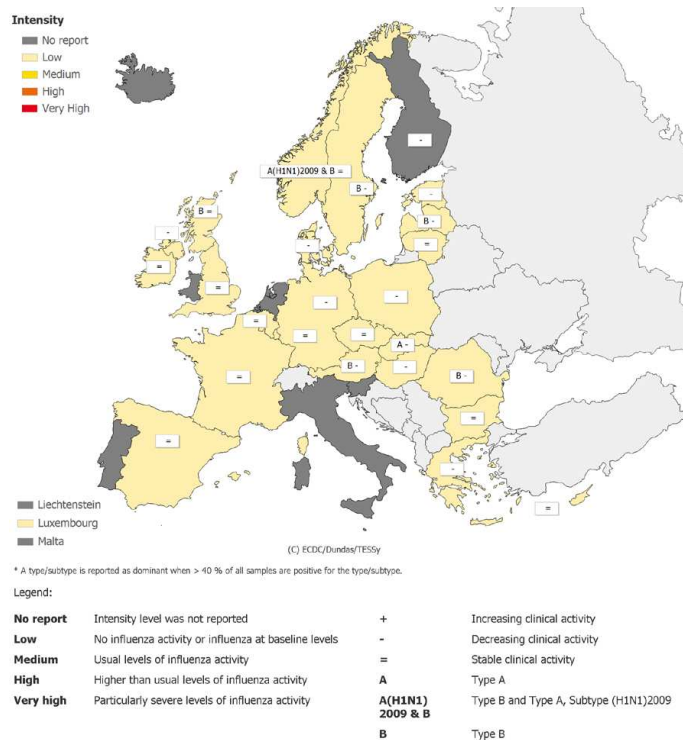 Intensity
No report
Low
Medium
High
Very High
-
A(H1N1)2009 & B =
B -
-
B =
B -
-
-
=
=
=
-
-
=
=
=
A -
B -
-
B -
=
=
=
-
-
=
Liechtenstein
Luxembourg
Malta
(C) ECDC/Dundas/TESSy
* A type/subtype is reported as dominant when > 40 % of all samples are positive for the type/subtype.
Legend:
No report Intensity level was not reported + Increasing clinical activity
Low No influenza activity or influenza at baseline levels - Decreasing clinical activity
Medium Usual levels of influenza activity = Stable clinical activity
High Higher than usual levels of influenza activity A Type A
Very high Particularly severe levels of influenza activity A(H1N1) Type B and Type A, Subtype (H1N1)2009
2009 & B
B Type B